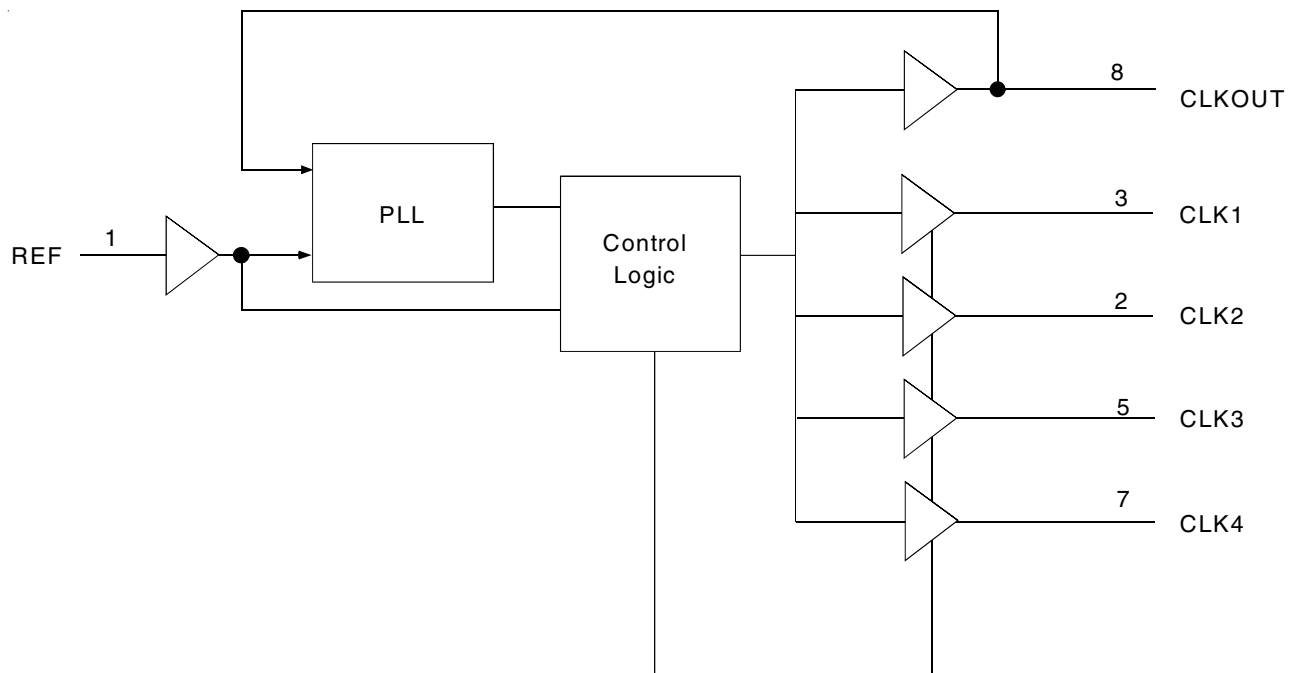 8
CLKOUT
PLL
3
CLK1
REF
1
Control
Logic
2
CLK2
5
CLK3
7
CLK4